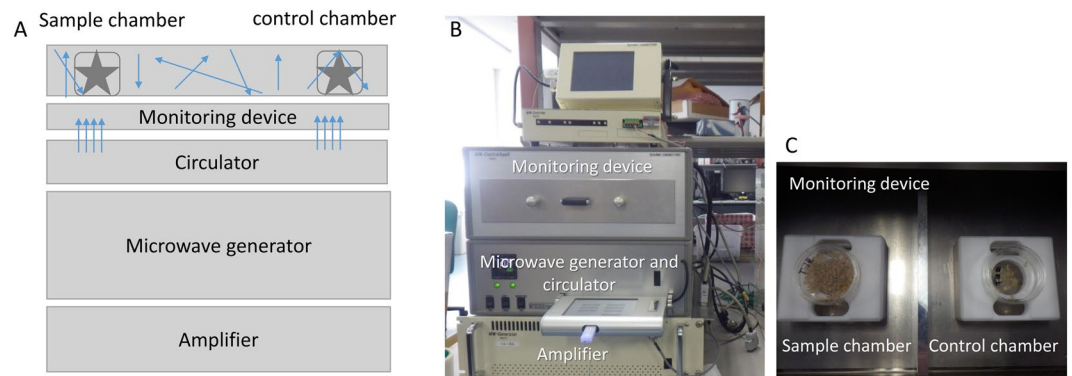 Sample chamber
control chamber
A
Monitoring device
Circulator
Microwave generator
Amplifier
B
Monitoring device
Microwave generator and
circulator
Amplifier
C
Monitoring device
Sample chamber
Control chamber